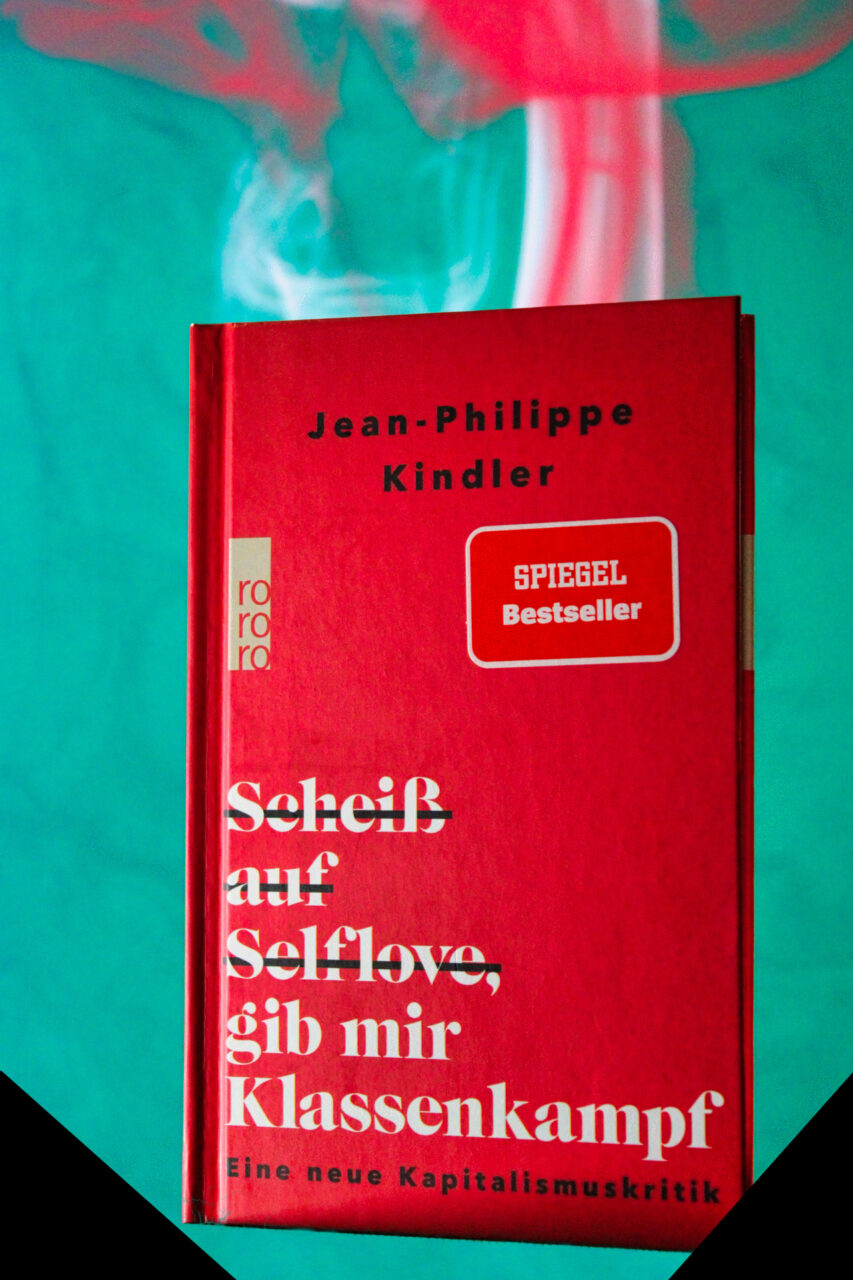 Jean-Philippe
Kindler
ro
ro
ro
SPIEGEL
Bestseller
Scheiß
auf
Selflove,
gib mir
Klassenkampf
Eine neue Kapitalismuskritik